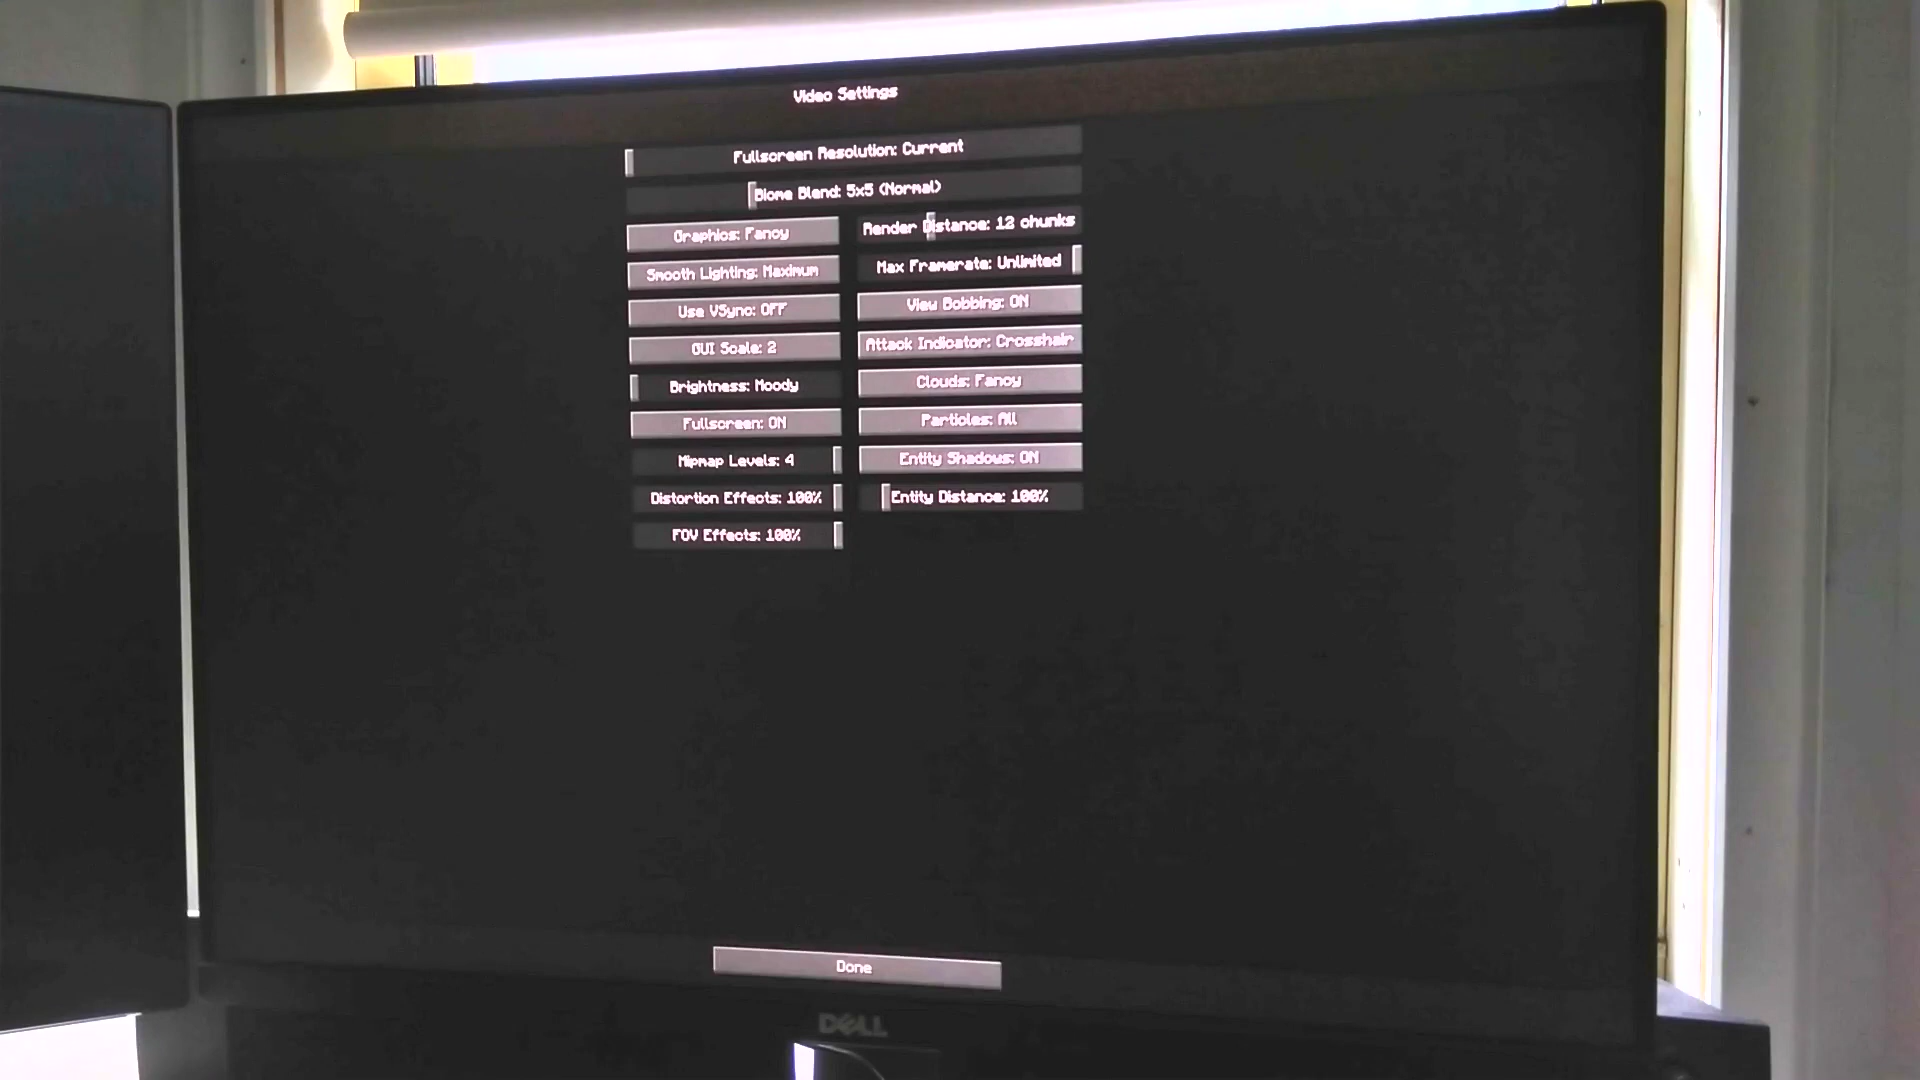 Video Settings
Fullscreen Resolution: Current
Biome Blend: 5x5 (Normal)
Graphics: Fancy
Render Distance: 12 chunks
Smooth Lighting: Maximum
Max Framerate: Unlimited
Use VSync: OFF
View Bobbing: ON
GUI Scale: 2
Attack Indicator: Crosshair
Brightness: Moody
Clouds: Fancy
Fullscreen: ON
Particles: All
Mipmap Levels: 4
Entity Shadows: ON
Distortion Effects: 100%
Entity Distance: 100%
FOV Effects: 100%
Done
DELL